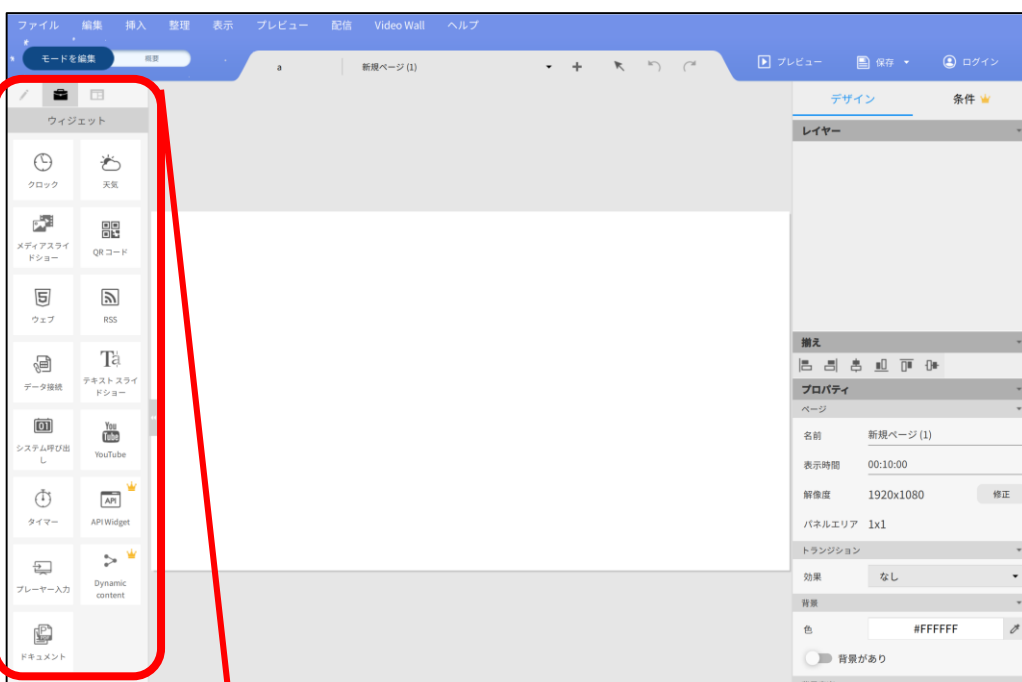 ファイル 編集 挿入 整理 表示 プレビュー 配信 Video Wall ヘルプ
モードを編集 概要
a 新規ページ (1)
プレビュー 保存 ログイン
ウィジェット
クロック 天気
メディアスライ
ドショー
QR コード
ウェブ RSS
データ接続
テキスト スライ
ドショー
システム呼び出
し
YouTube
タイマー API Widget
プレーヤー入力
Dynamic
content
ドキュメント
デザイン 条件
レイヤー
揃え
プロパティ
ページ
名前 新規ページ (1)
表示時間 00:10:00
解像度 1920x1080 修正
パネルエリア 1x1
トランジション
効果 なし
背景
色 #FFFFFF
背景があり